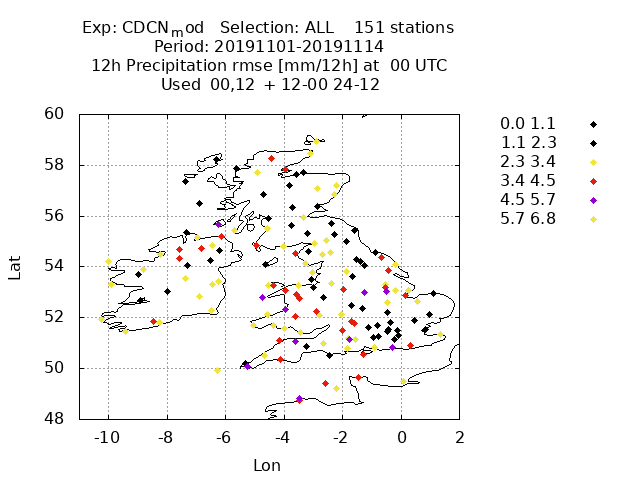 Exp: CDCNmod Selection: ALL 151 stations
Period: 20191101-20191114
12h Precipitation rmse [mm/12h] at 00 UTC
Used 00,12 + 12-00 24-12
60
58
56
54
52
50
48
Lat
-10 -8 -6 -4 -2 0 2
Lon
0.0 1.1
1.1 2.3
2.3 3.4
3.4 4.5
4.5 5.7
5.7 6.8